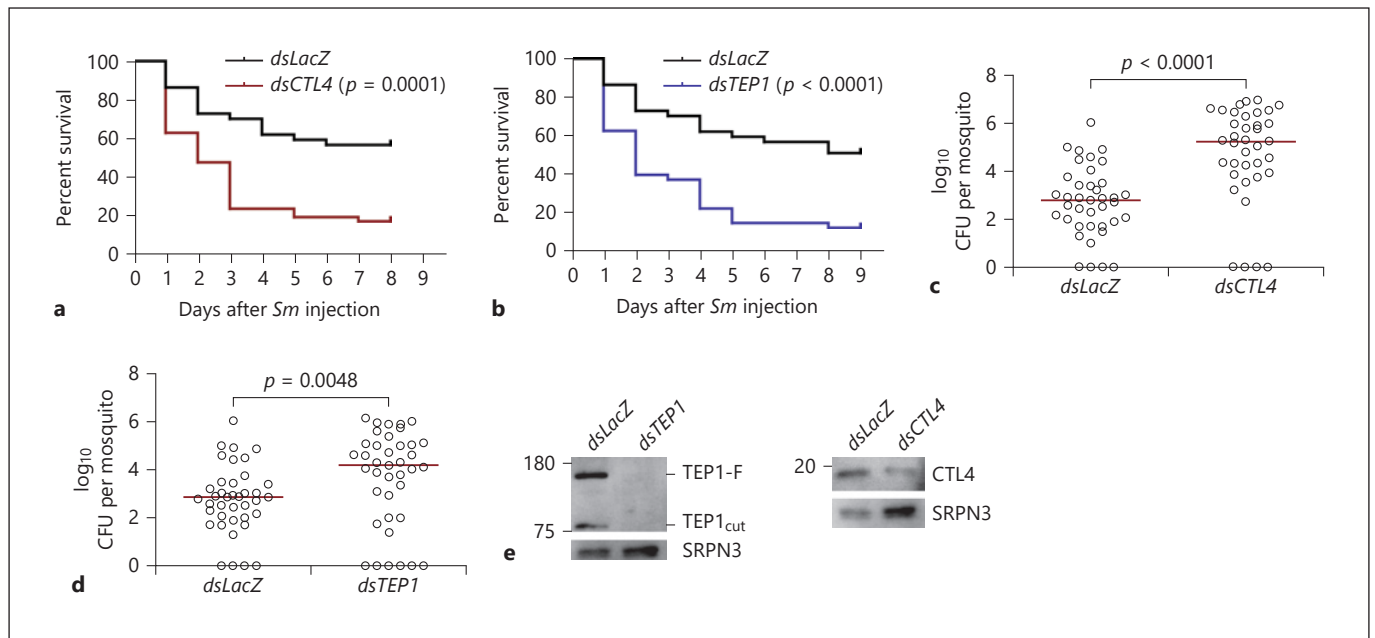 dsLacZ
dsCTL4 (p = 0.0001)
Percent survival
100
80
60
40
20
0
0 1 2 3 4 5 6 7 8 9
Days after Sm injection
a
dsLacZ
dsTEP1 (p < 0.0001)
Percent survival
100
80
60
40
20
0
0 1 2 3 4 5 6 7 8 9
Days after Sm injection
b
p < 0.0001
log10
CFU per mosquito
8
6
4
2
0
dsLacZ dsCTL4
c
p = 0.0048
log10
CFU per mosquito
8
6
4
2
0
dsLacZ dsTEP1
d
dsLacZ dsTEP1
180
TEP1-F
75
TEP1cut
SRPN3
e
dsLacZ dsCTL4
20
CTL4
SRPN3